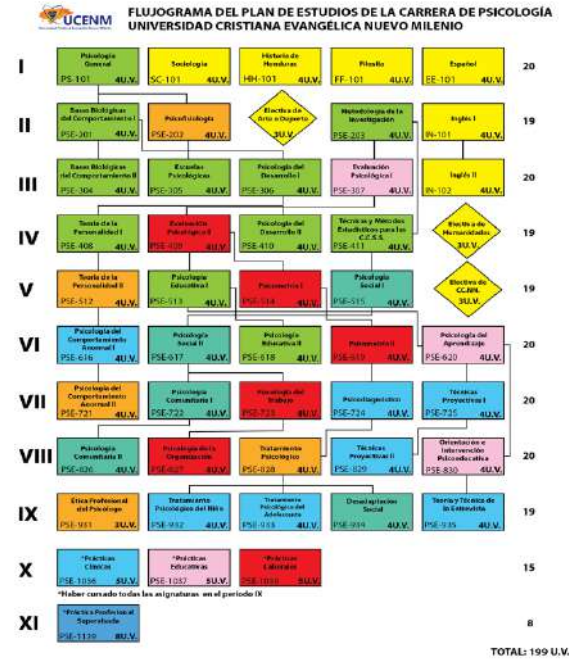 UCENM
FLUJOGRAMA DEL PLAN DE ESTUDIOS DE LA CARRERA DE PSICOLOGÍA
UNIVERSIDAD CRISTIANA EVANGÉLICA NUEVO MILENIO
I
Psicología General
PS-101 4U.V.
Sociología
SC-101 4U.V.
Historia de Honduras
HH-101 4U.V.
Filosofía
FF-101 4U.V.
Español
EE-101 4U.V.
20
II
Bases Biológicas del Comportamiento I
PSE-201 4U.V.
Psicofisiología
PSE-202 4U.V.
Electiva de Arte o Deporte
3U.V.
Metodología de la Investigación
PSE-203 4U.V.
Inglés I
IN-101 4U.V.
19
III
Bases Biológicas del Comportamiento II
PSE-304 4U.V.
Escuelas Psicológicas
PSE-305 4U.V.
Psicología del Desarrollo I
PSE-306 4U.V.
Evaluación Psicológica I
PSE-307 4U.V.
Inglés II
IN-102 4U.V.
20
IV
Teoría de la Personalidad I
PSE-408 4U.V.
Evaluación Psicológica II
PSE-409 4U.V.
Psicología del Desarrollo II
PSE-410 4U.V.
Técnicas y Métodos Estadísticos para las C.C.S.S.
PSE-411 4U.V.
Electiva de Humanidades
3U.V.
19
V
Teoría de la Personalidad II
PSE-512 4U.V.
Psicología Educativa I
PSE-513 4U.V.
Psicometría I
PSE-514 4U.V.
Psicología Social I
PSE-515 4U.V.
Electiva de CC.NN.
3U.V.
19
VI
Psicología del Comportamiento Anormal I
PSE-616 4U.V.
Psicología Social II
PSE-617 4U.V.
Psicología Educativa II
PSE-618 4U.V.
Psicometría II
PSE-619 4U.V.
Psicología del Aprendizaje
PSE-620 4U.V.
20
VII
Psicología del Comportamiento Anormal II
PSE-721 4U.V.
Psicología Comunitaria I
PSE-722 4U.V.
Psicología del Trabajo
PSE-723 4U.V.
Psicodiagnóstico
PSE-724 4U.V.
Técnicas Proyectivas I
PSE-725 4U.V.
20
VIII
Psicología Comunitaria II
PSE-826 4U.V.
Psicología de la Organización
PSE-827 4U.V.
Tratamiento Psicológico
PSE-828 4U.V.
Técnicas Proyectivas II
PSE-829 4U.V.
Orientación e Intervención Psicoeducativa
PSE-830 4U.V.
20
IX
Ética Profesional del Psicólogo
PSE-931 3U.V.
Tratamiento Psicológico del Niño
PSE-932 4U.V.
Tratamiento Psicológico del Adolescente
PSE-933 4U.V.
Desadaptación Social
PSE-934 4U.V.
Teoría y Técnica de la Entrevista
PSE-935 4U.V.
19
X
*Prácticas Clínicas
PSE-1036 5U.V.
*Prácticas Educativas
PSE-1037 5U.V.
*Prácticas Laborales
PSE-1038 5U.V.
15
*Haber cursado todas las asignaturas en el periodo IX
XI
*Práctica Profesional Supervisada
PSE-1139 8U.V.
8
TOTAL: 199 U.V.